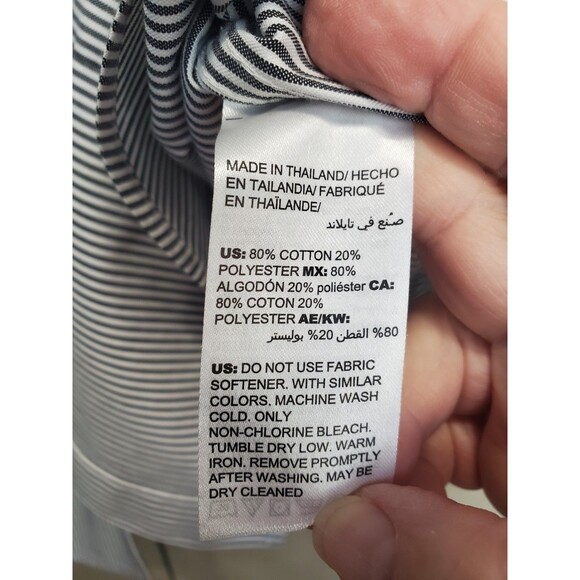 MADE IN THAILAND/ HECHO
EN TAILANDIA/ FABRIQUÉ
EN THAÏLANDE/
صنع في تايلاند
US: 80% COTTON 20%
POLYESTER MX: 80%
ALGODÓN 20% poliéster CA:
80% COTON 20%
POLYESTER AE/KW:
80% القطن 20% بوليستر
US: DO NOT USE FABRIC
SOFTENER. WITH SIMILAR
COLORS. MACHINE WASH
COLD. ONLY
NON-CHLORINE BLEACH.
TUMBLE DRY LOW. WARM
IRON. REMOVE PROMPTLY
AFTER WASHING. MAY BE
DRY CLEANED